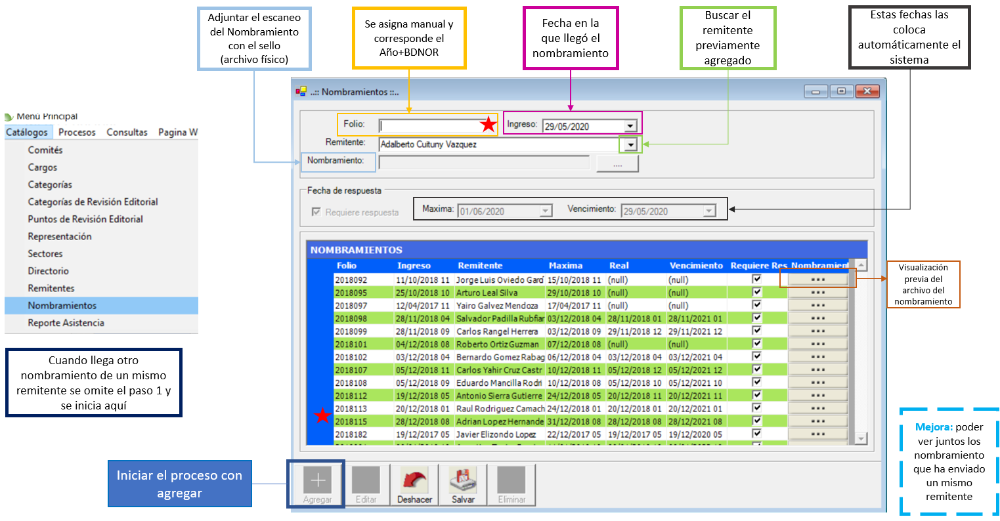 Adjuntar el escaneo
del Nombramiento
con el sello
(archivo físico)
Se asigna manual y
corresponde el
Año+BDNOR
Fecha en la
que llegó el
nombramiento
Buscar el
remitente
previamente
agregado
Estas fechas las
coloca
automáticamente el
sistema
Menú Principal
Catálogos Procesos Consultas Pagina W
Comités
Cargos
Categorías
Categorías de Revisión Editorial
Puntos de Revisión Editorial
Representación
Sectores
Directorio
Remitentes
Nombramientos
Reporte Asistencia
Cuando llega otro
nombramiento de un mismo
remitente se omite el paso 1 y
se inicia aquí
..:: Nombramientos ::..
Folio: Ingreso: 29/05/2020
Remitente: Adalberto Cuituny Vazquez
Nombramiento: ....
Fecha de respuesta
Requiere respuesta Maxima: 01/06/2020 Vencimiento: 29/05/2020
NOMBRAMIENTOS
Folio Ingreso Remitente Maxima Real Vencimiento Requiere Res Nombramient
2018092 11/10/2018 11 Jorge Luis Oviedo Garc 15/10/2018 11 (null) (null) ...
2018095 25/10/2018 10 Arturo Leal Silva 29/10/2018 10 (null) (null) ...
2018097 12/04/2017 11 Yairo Galvez Mendoza 17/04/2017 11 (null) (null) ...
2018098 28/11/2018 04 Salvador Padilla Rubfiar 03/12/2018 04 28/11/2018 01 28/11/2021 01 ...
2018099 28/11/2018 09 Carlos Rangel Herrera 03/12/2018 09 29/11/2018 12 29/11/2021 12 ...
2018101 04/12/2018 08 Roberto Ortiz Guzman 07/12/2018 08 (null) (null) ...
2018102 03/12/2018 04 Bernardo Gomez Rabag 06/12/2018 04 03/12/2018 04 03/12/2021 04 ...
2018107 05/12/2018 11 Carlos Yahir Cruz Castr 10/12/2018 11 05/12/2018 12 05/12/2021 12 ...
2018108 05/12/2018 09 Eduardo Mancilla Rodri 10/12/2018 08 05/12/2018 10 05/12/2021 10 ...
2018112 19/12/2018 05 Antonio Sierra Gutierre 24/12/2018 05 20/12/2018 11 20/12/2021 11 ...
2018113 20/12/2018 01 Raul Rodriguez Camach 24/12/2018 01 20/12/2018 01 20/12/2021 01 ...
2018115 28/12/2018 08 Adrian Lopez Hernande 31/12/2018 08 28/12/2018 08 28/12/2021 08 ...
2018182 19/12/2017 05 Javier Elizondo Lopez 22/12/2017 05 19/12/2017 05 19/12/2020 05 ...
Visualización
previa del
archivo del
nombramiento
Mejora: poder
ver juntos los
nombramiento
que ha enviado
un mismo
remitente
Iniciar el proceso con
agregar
Agregar Editar Deshacer Salvar Eliminar